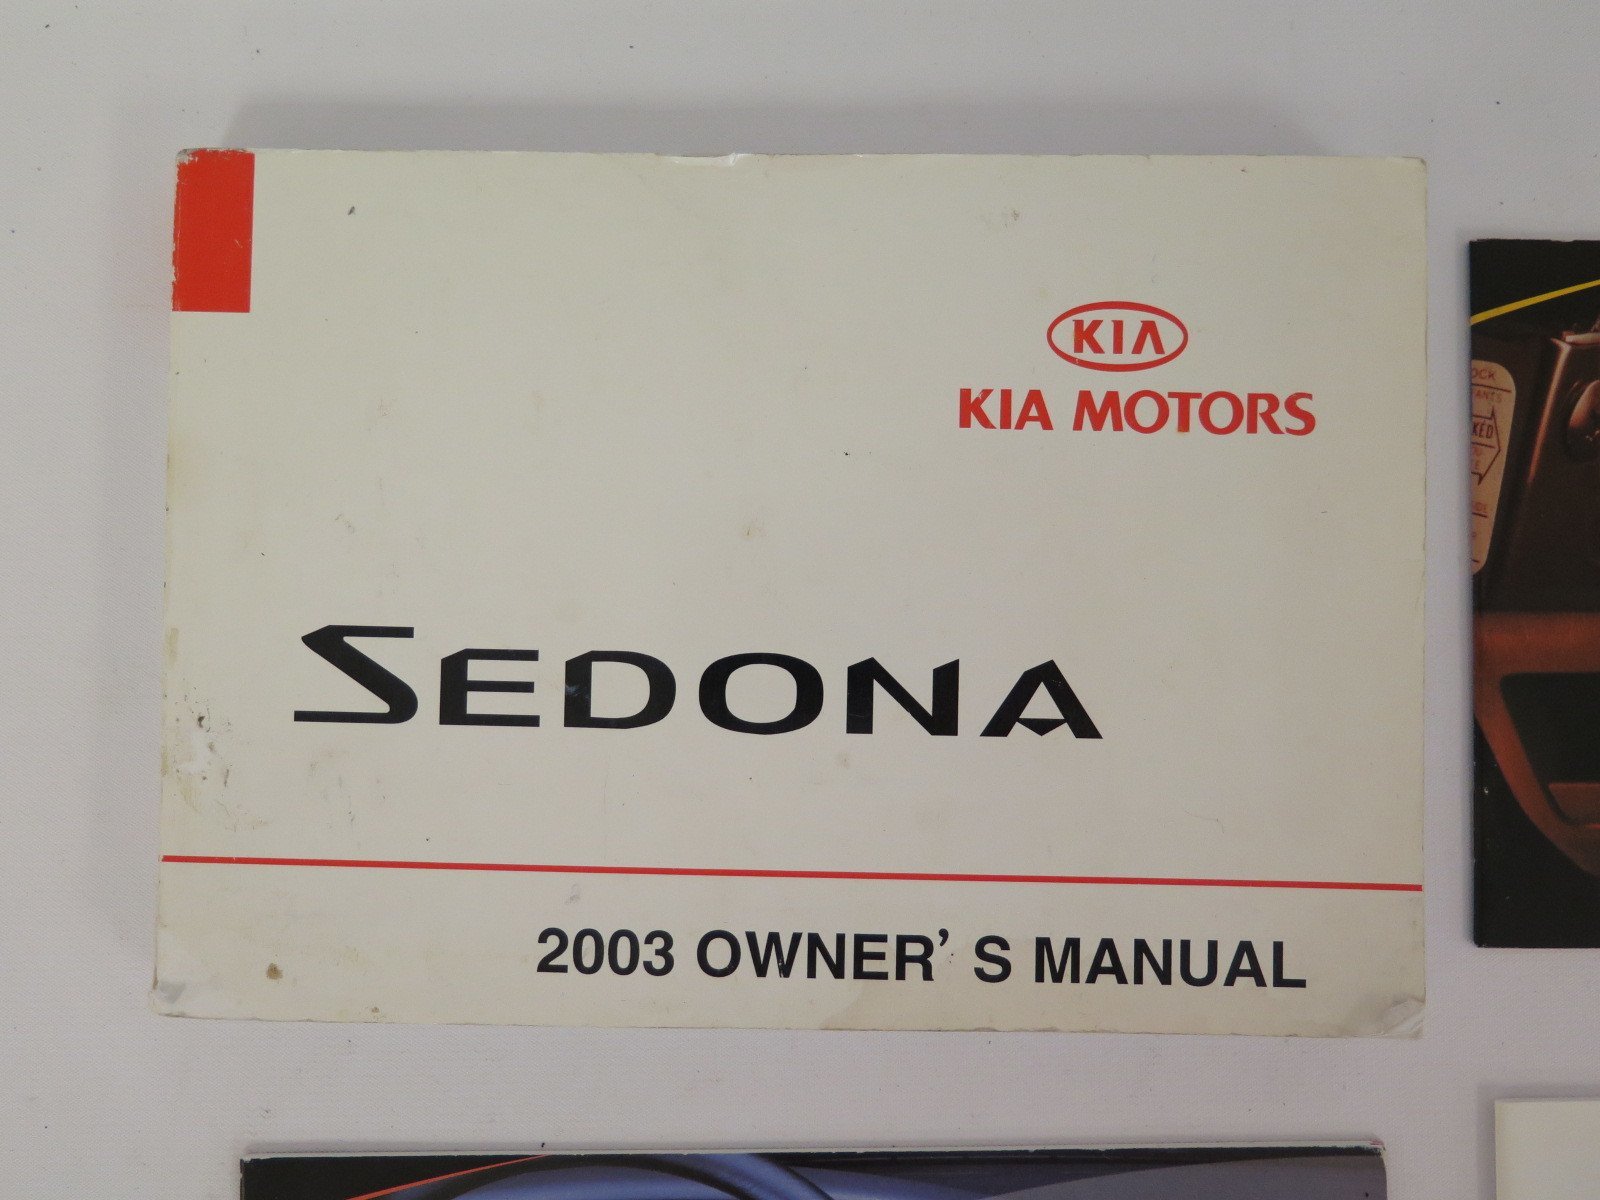 KIA
KIA MOTORS
SEDONA
2003 OWNER' S MANUAL